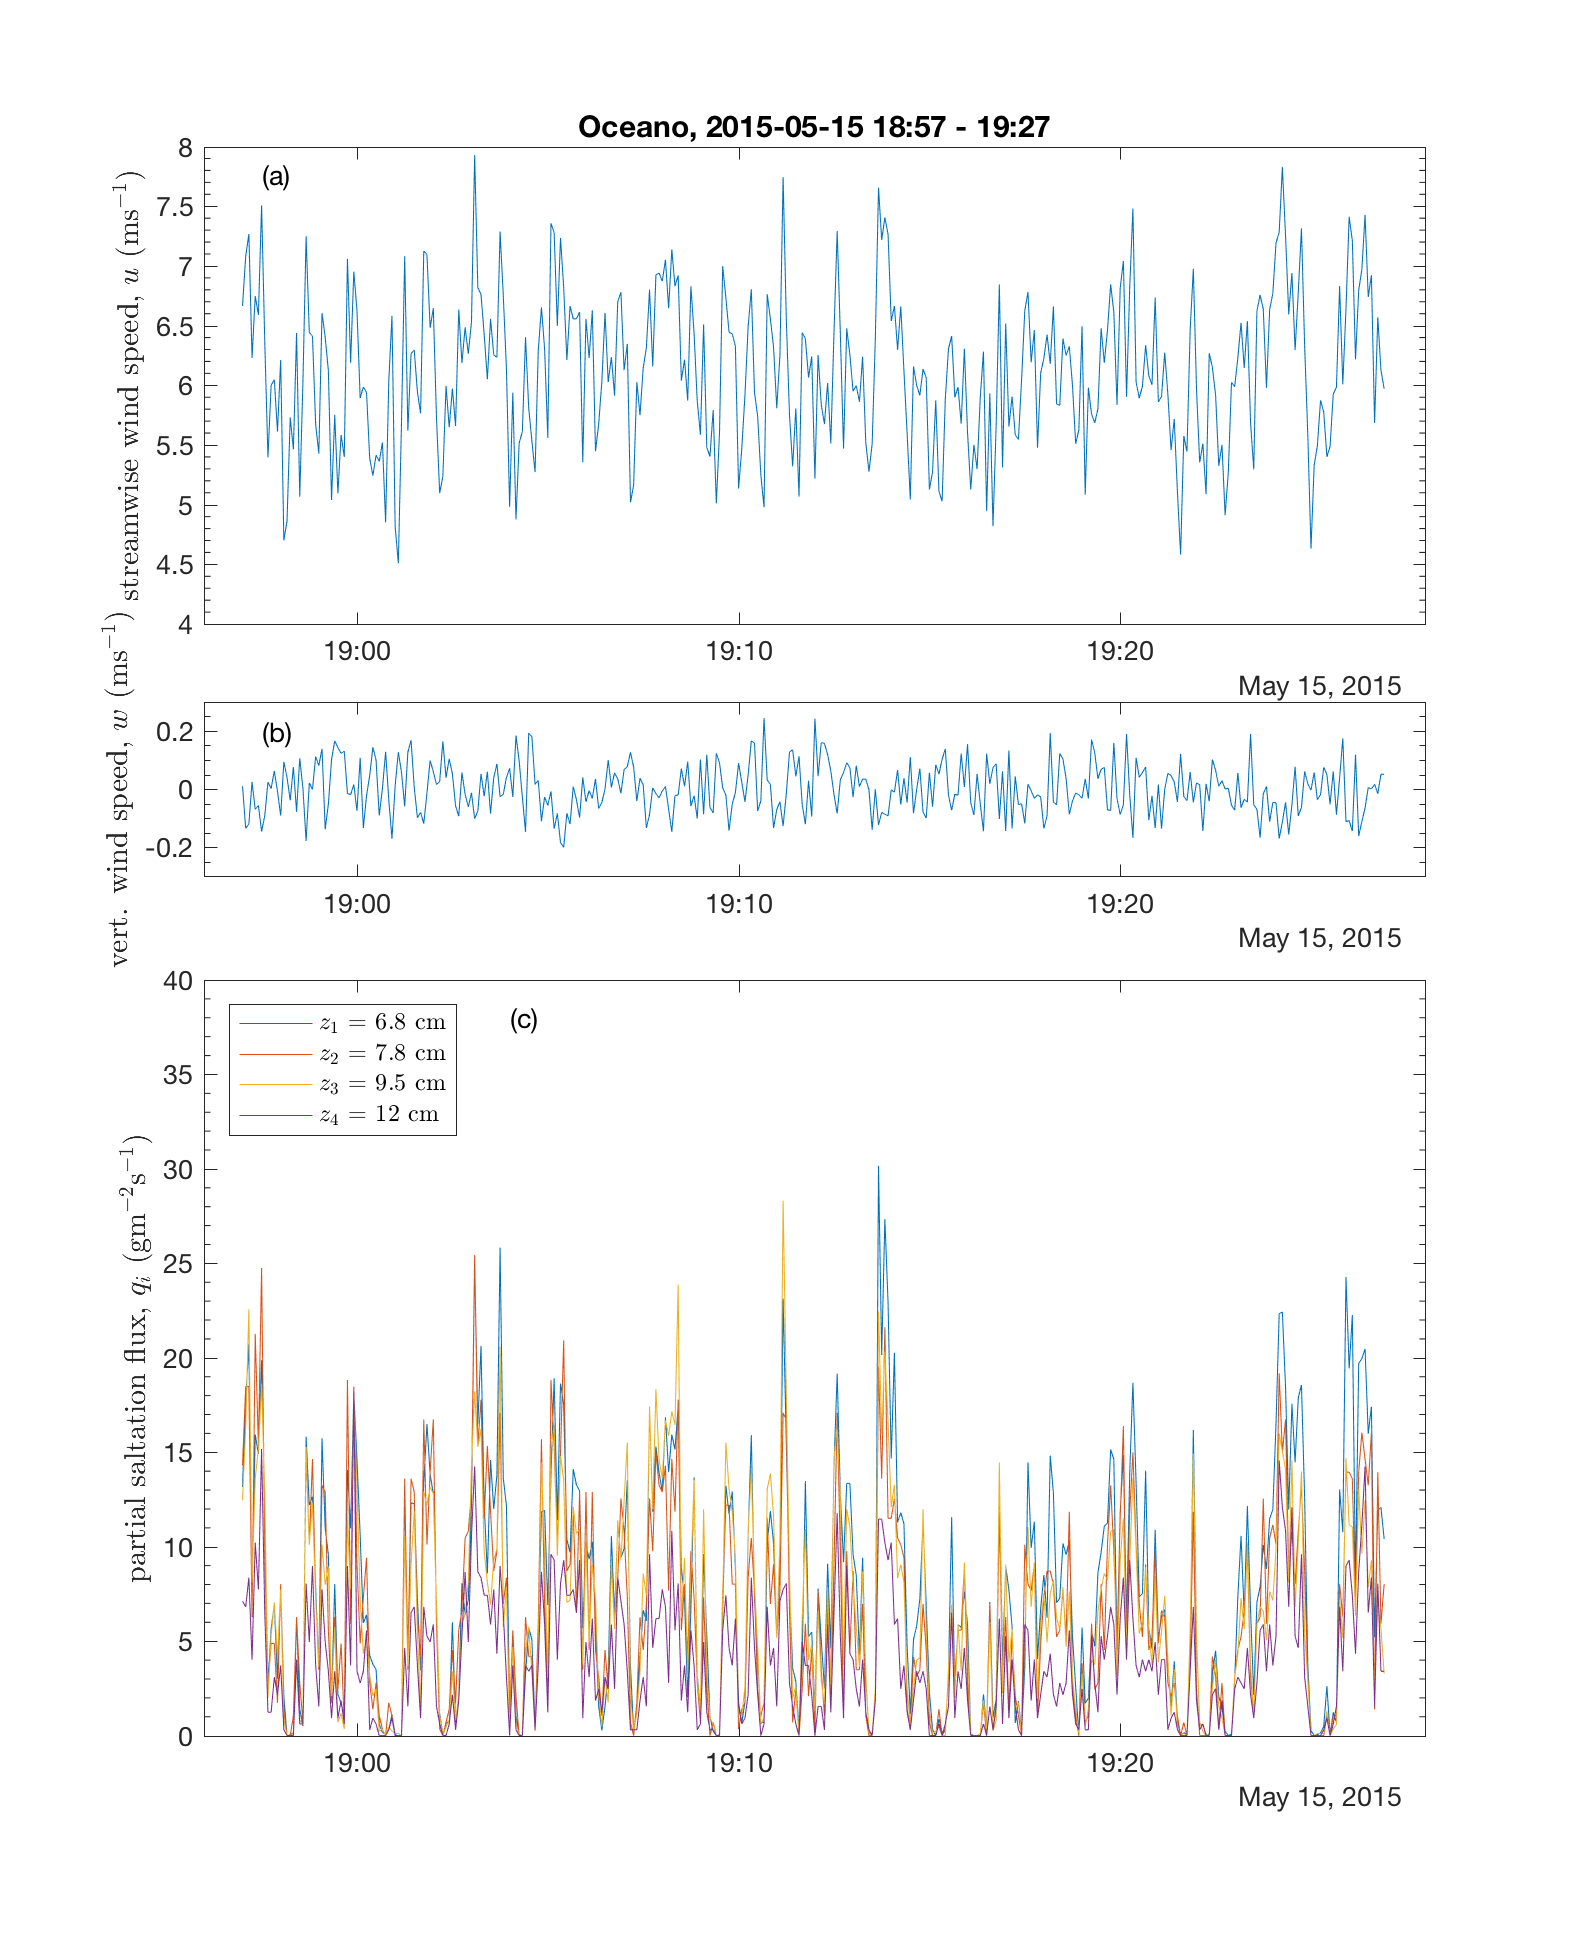 Oceano, 2015-05-15 18:57 - 19:27
(a)
streamwise wind speed, u (ms⁻¹)
8
7.5
7
6.5
6
5.5
5
4.5
4
19:00 19:10 19:20
May 15, 2015
(b)
vert. wind speed, w (ms⁻¹)
0.2
0
-0.2
19:00 19:10 19:20
May 15, 2015
(c)
partial saltation flux, qᵢ (gm⁻²s⁻¹)
40
35
30
25
20
15
10
5
0
z₁ = 6.8 cm
z₂ = 7.8 cm
z₃ = 9.5 cm
z₄ = 12 cm
19:00 19:10 19:20
May 15, 2015